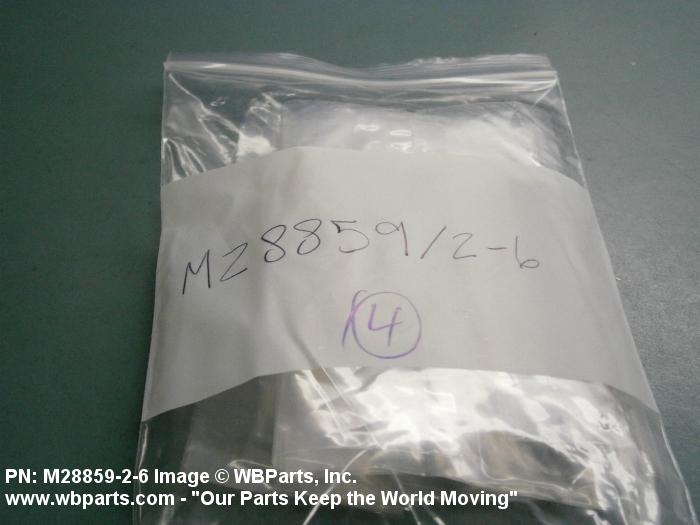 M28859/2-6
4
PN: M28859-2-6 Image © WBParts, Inc.
www.wbparts.com - "Our Parts Keep the World Moving"